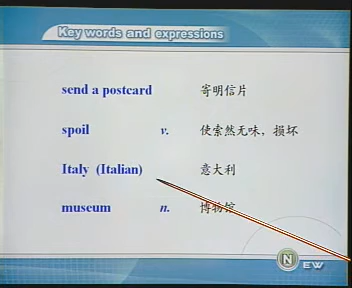 Key words and expressions
send a postcard 寄明信片
spoil v. 使索然无味，损坏
Italy (Italian) 意大利
museum n. 博物馆
N EW